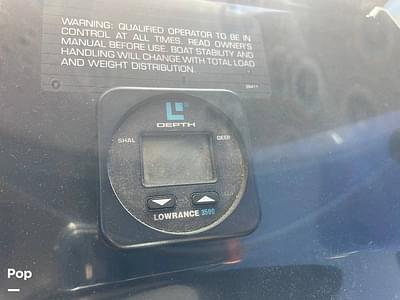 WARNING: QUALIFIED OPERATOR TO BE IN
CONTROL AT ALL TIMES. READ OWNER'S
MANUAL BEFORE USE. BOAT STABILITY AND
HANDLING WILL CHANGE WITH TOTAL LOAD
AND WEIGHT DISTRIBUTION.
DEPTH
SHAL DEEP
LOWRANCE 3500
Pop